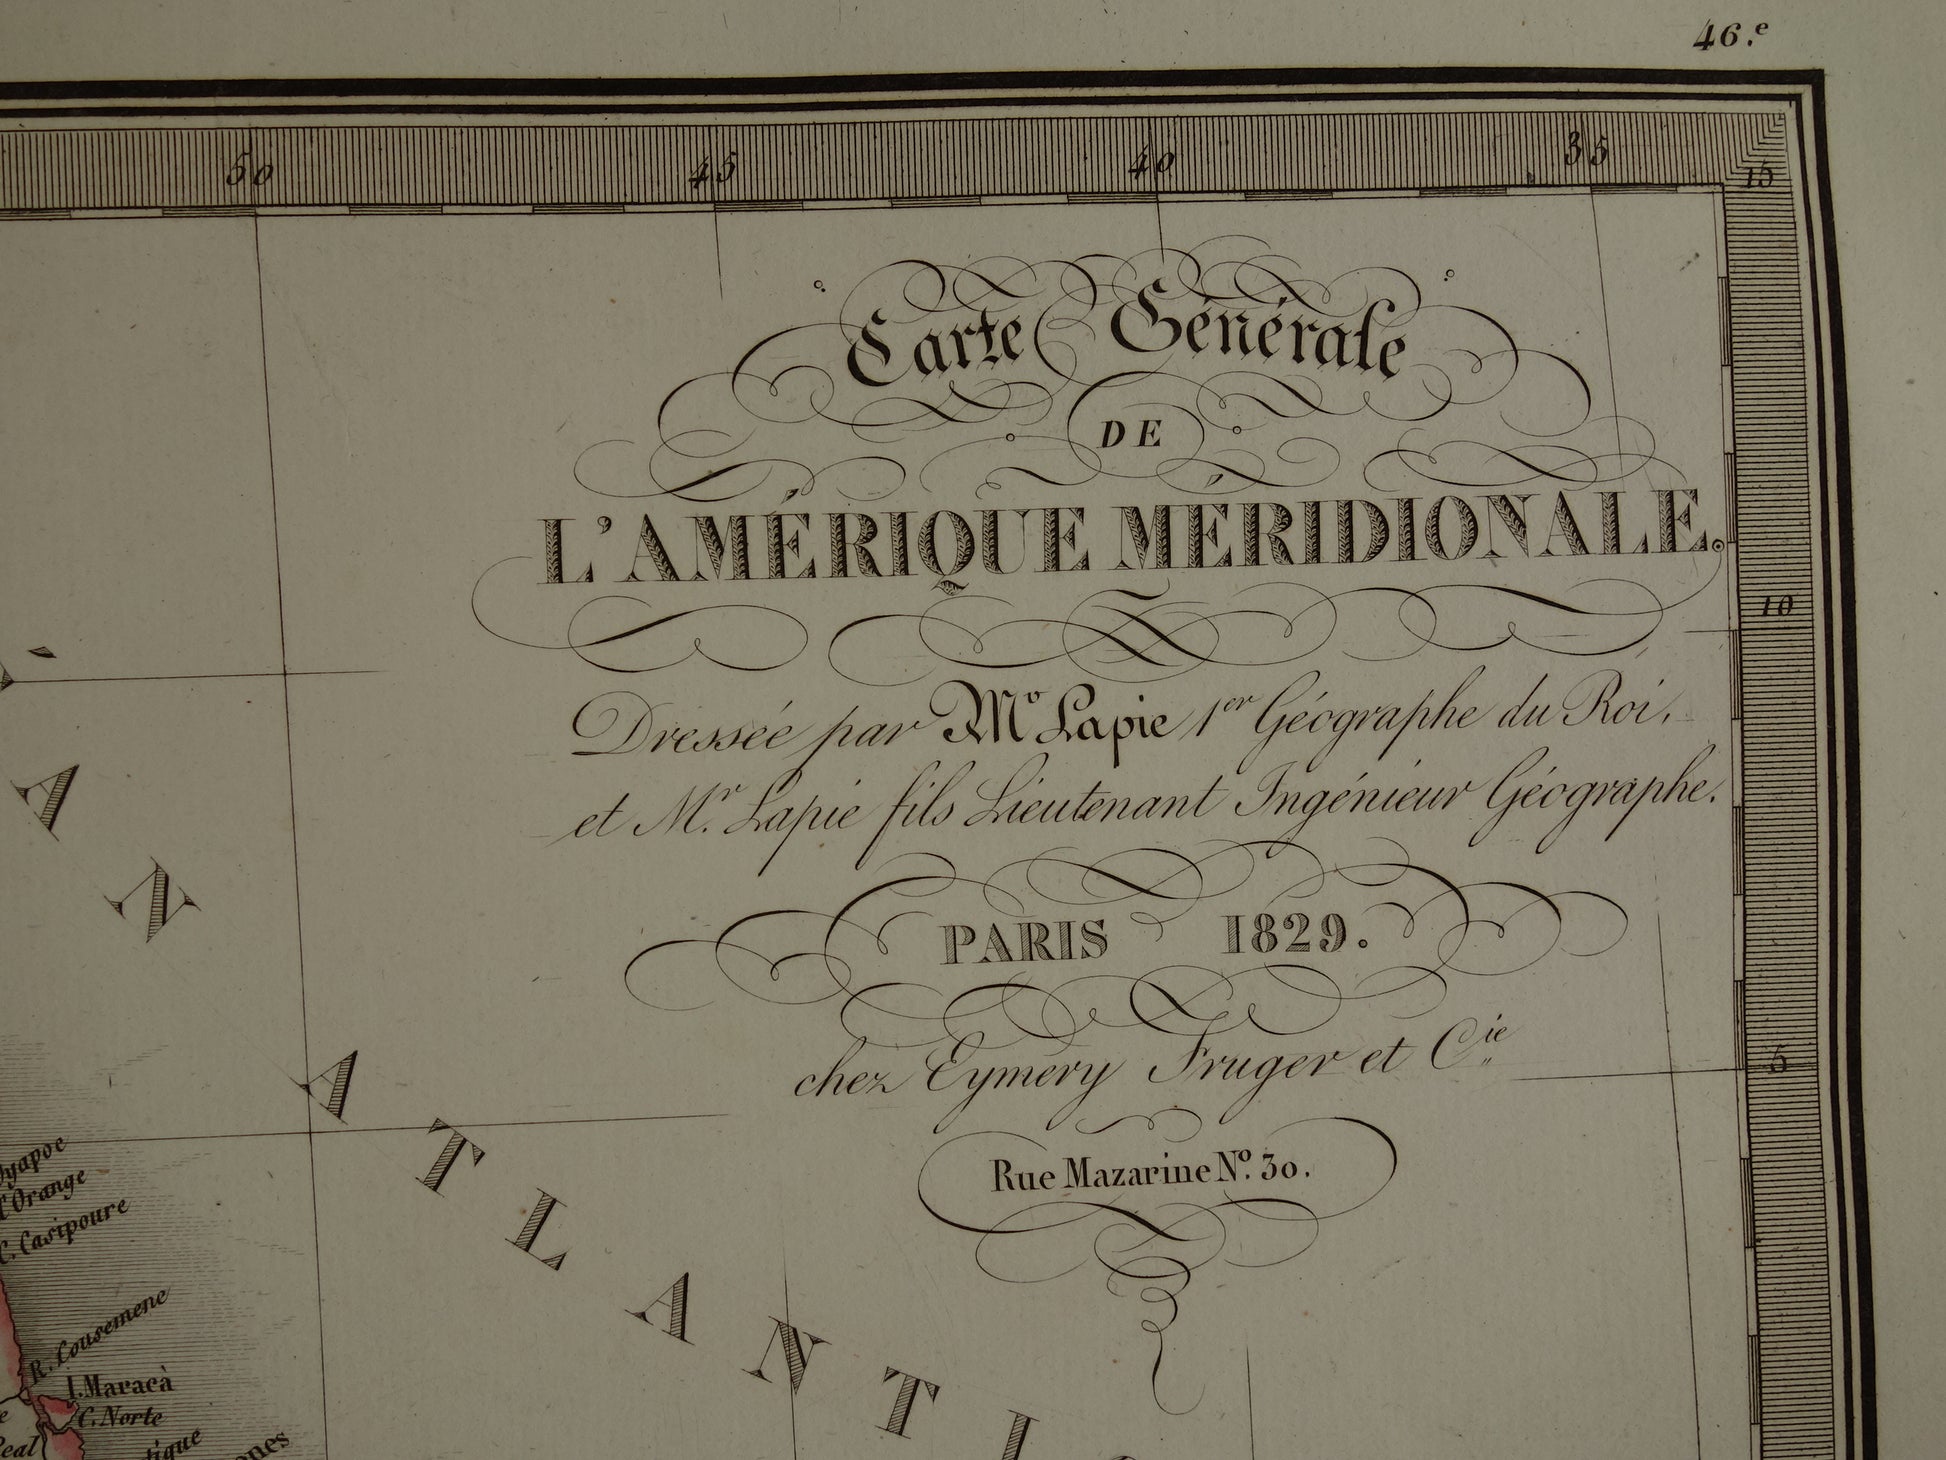 46.e
50 45 40 35 15
Carte Générale
DE
L'AMÉRIQUE MÉRIDIONALE.
10
Dressée par Mr Lapie 1er Géographe du Roi,
et Mr. Lapie fils Lieutenant Ingénieur Géographe.
PARIS 1829.
chez Eymery Fruger et Cie
5
Rue Mazarine No. 30.
A N
A T L A N T I
Oyapoc
d'Orange
C. Casipoure
R. Cousemene
I. Maracà
C. Norte